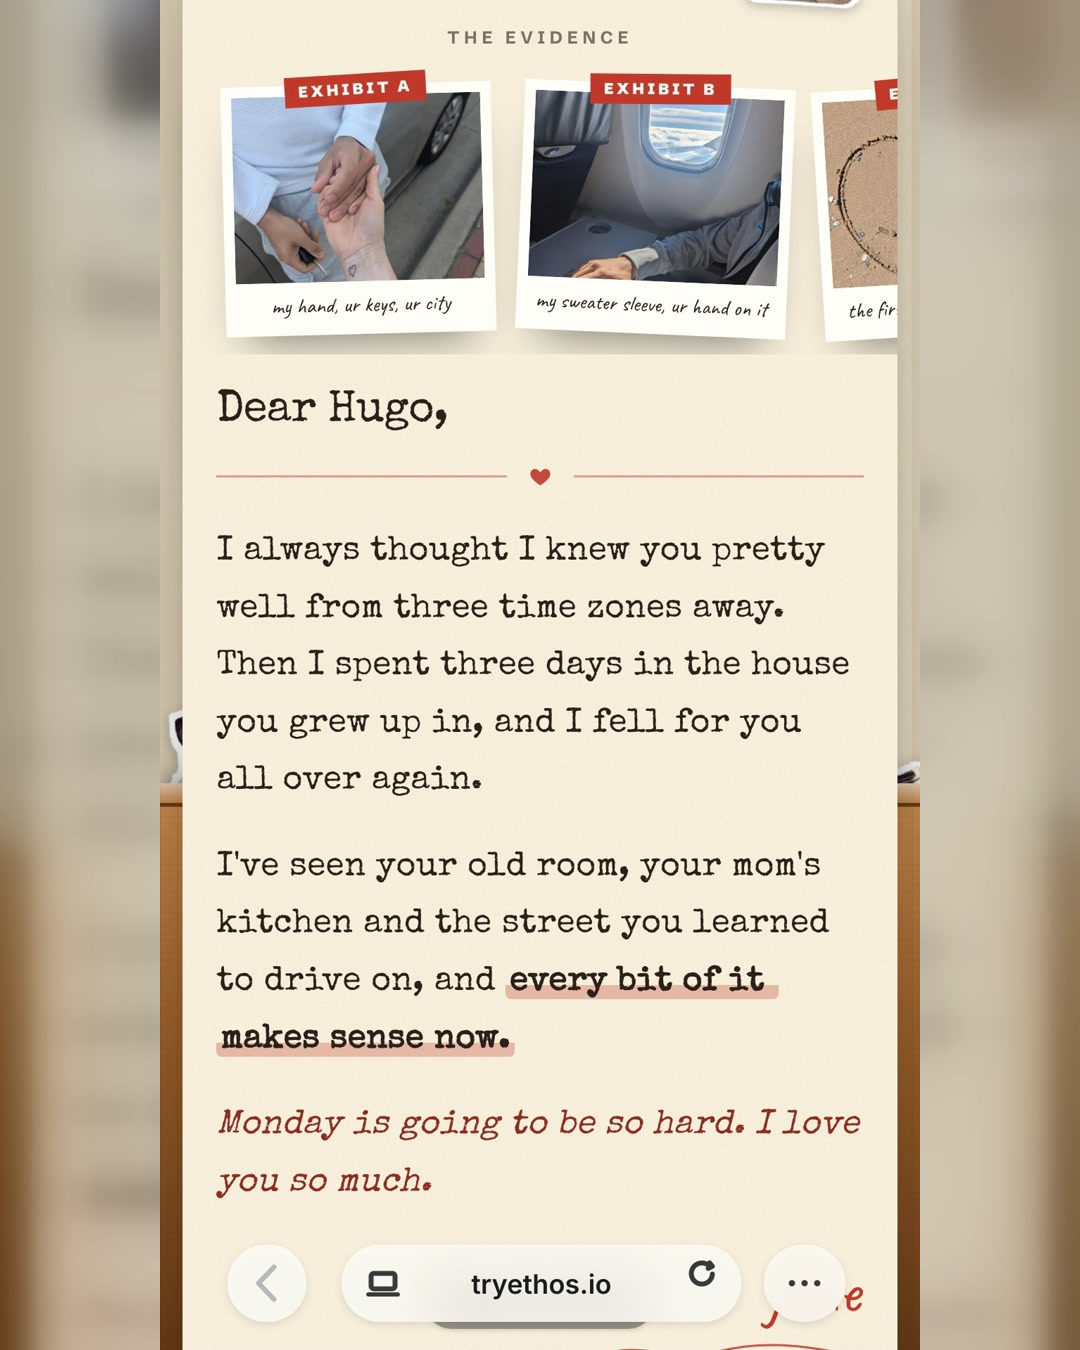 THE EVIDENCE
EXHIBIT A
EXHIBIT B
my hand, ur keys, ur city
my sweater sleeve, ur hand on it
the
Dear Hugo,
I always thought I knew you pretty
well from three time zones away.
Then I spent three days in the house
you grew up in, and I fell for you
all over again.
I've seen your old room, your mom's
kitchen and the street you learned
to drive on, and every bit of it
makes sense now.
Monday is going to be so hard. I love
you so much.
tryethos.io